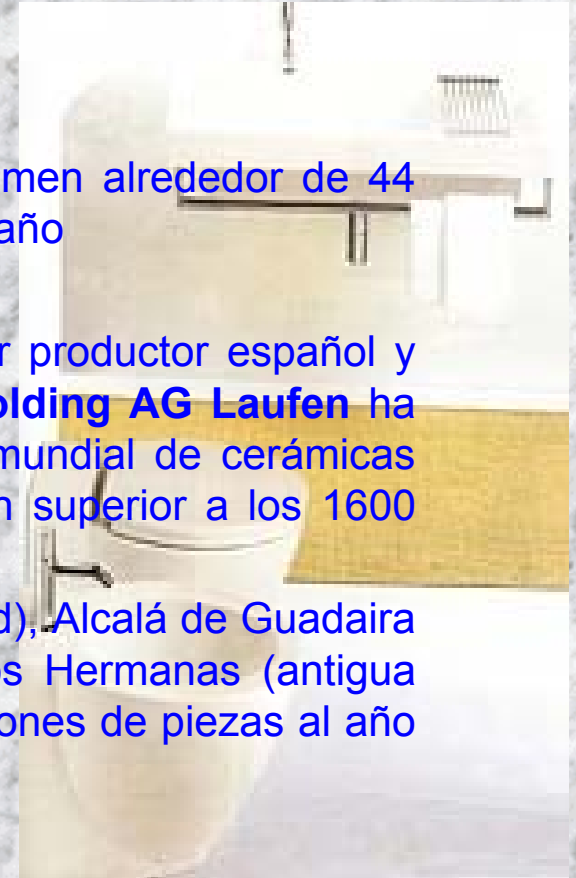 men alrededor de 44
año
r productor español y
olding AG Laufen ha
mundial de cerámicas
n superior a los 1600
d), Alcalá de Guadaira
os Hermanas (antigua
ones de piezas al año